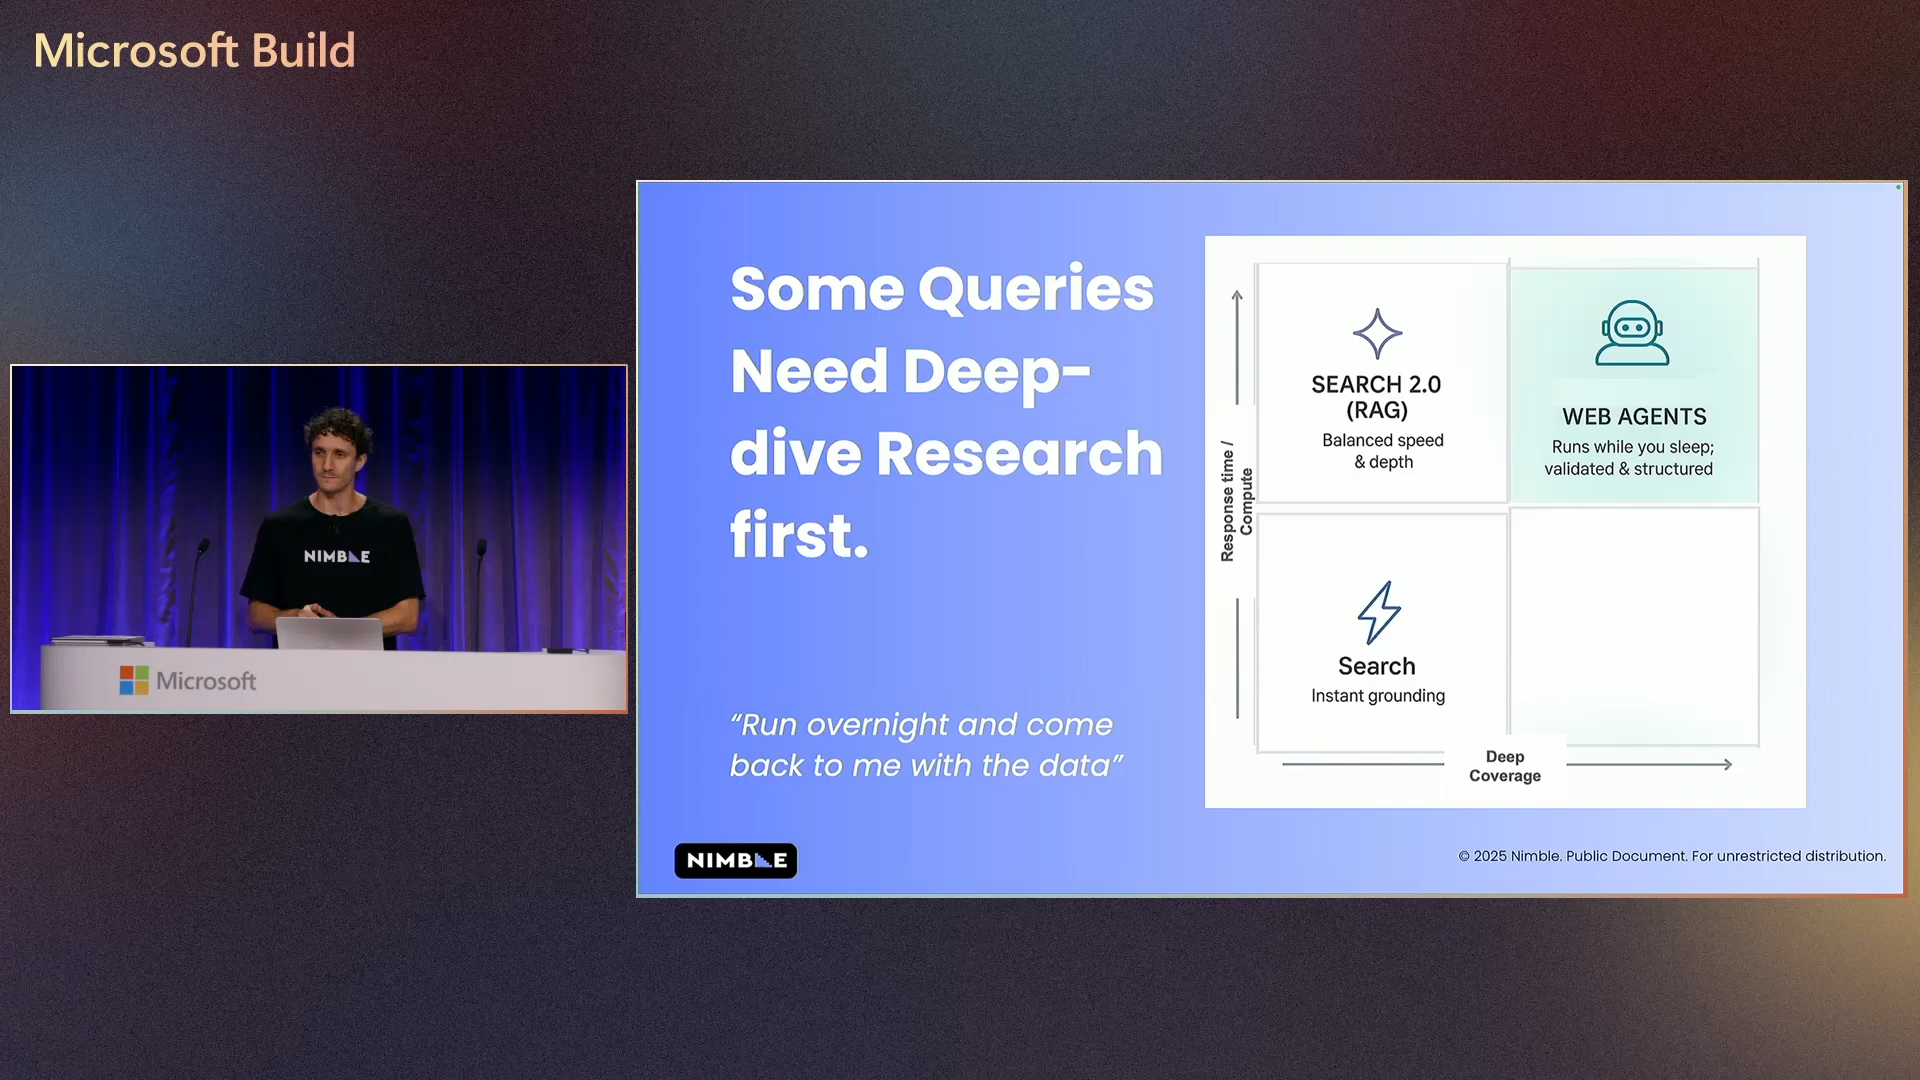 Microsoft Build
NIMBLE
Microsoft
Some Queries
Need Deep-
dive Research
first.
“Run overnight and come
back to me with the data”
NIMBLE
Response time /
Compute
SEARCH 2.0
(RAG)
Balanced speed
& depth
WEB AGENTS
Runs while you sleep;
validated & structured
Search
Instant grounding
Deep
Coverage
© 2025 Nimble. Public Document. For unrestricted distribution.